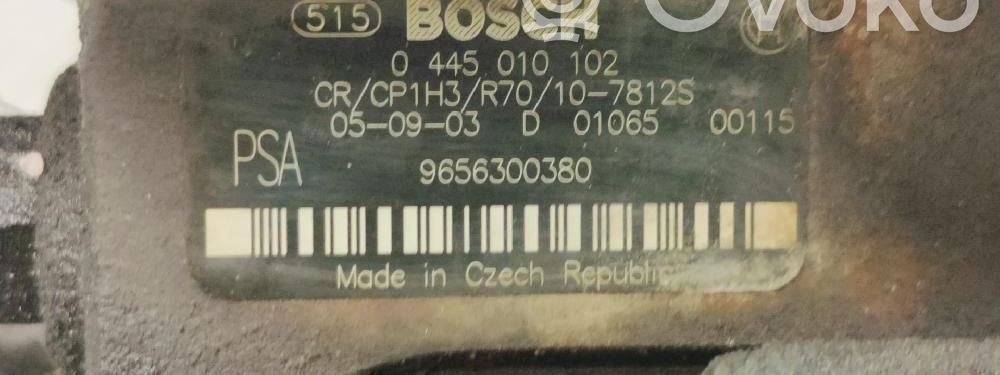 515 BOSCH Ovoko
0 445 010 102
CR/CP1H3/R70/10-7812S
05-09-03 D 01065 00115
PSA 9656300380
Made in Czech Republic